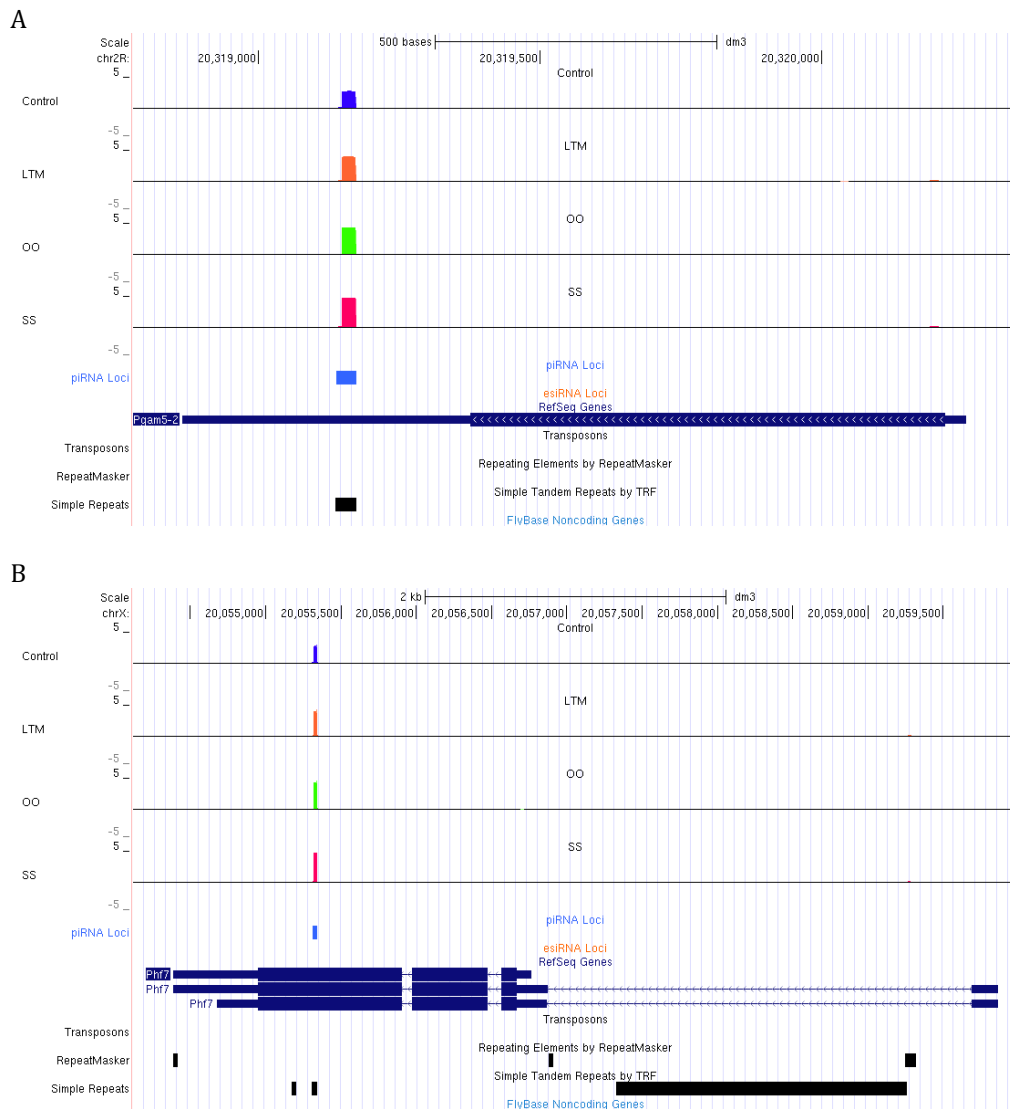 A
Scale 500 bases dm3
chr2R: 20,319,000 20,319,500 20,320,000
5 _ Control
Control
-5 _
5 _ LTM
LTM
-5 _
5 _ OO
OO
-5 _
5 _ SS
SS
-5 _
piRNA Loci
piRNA Loci
esiRNA Loci
RefSeq Genes
Pgam5-2
Transposons
Transposons
Repeating Elements by RepeatMasker
RepeatMasker
Simple Tandem Repeats by TRF
Simple Repeats
FlyBase Noncoding Genes
B
Scale 2 kb dm3
chrX: 20,055,000 20,055,500 20,056,000 20,056,500 20,057,000 20,057,500 20,058,000 20,058,500 20,059,000 20,059,500
5 _ Control
Control
-5 _
5 _ LTM
LTM
-5 _
5 _ OO
OO
-5 _
5 _ SS
SS
-5 _
piRNA Loci
piRNA Loci
esiRNA Loci
RefSeq Genes
Phf7
Phf7
Phf7
Transposons
Transposons
Repeating Elements by RepeatMasker
RepeatMasker
Simple Tandem Repeats by TRF
Simple Repeats
FlyBase Noncoding Genes